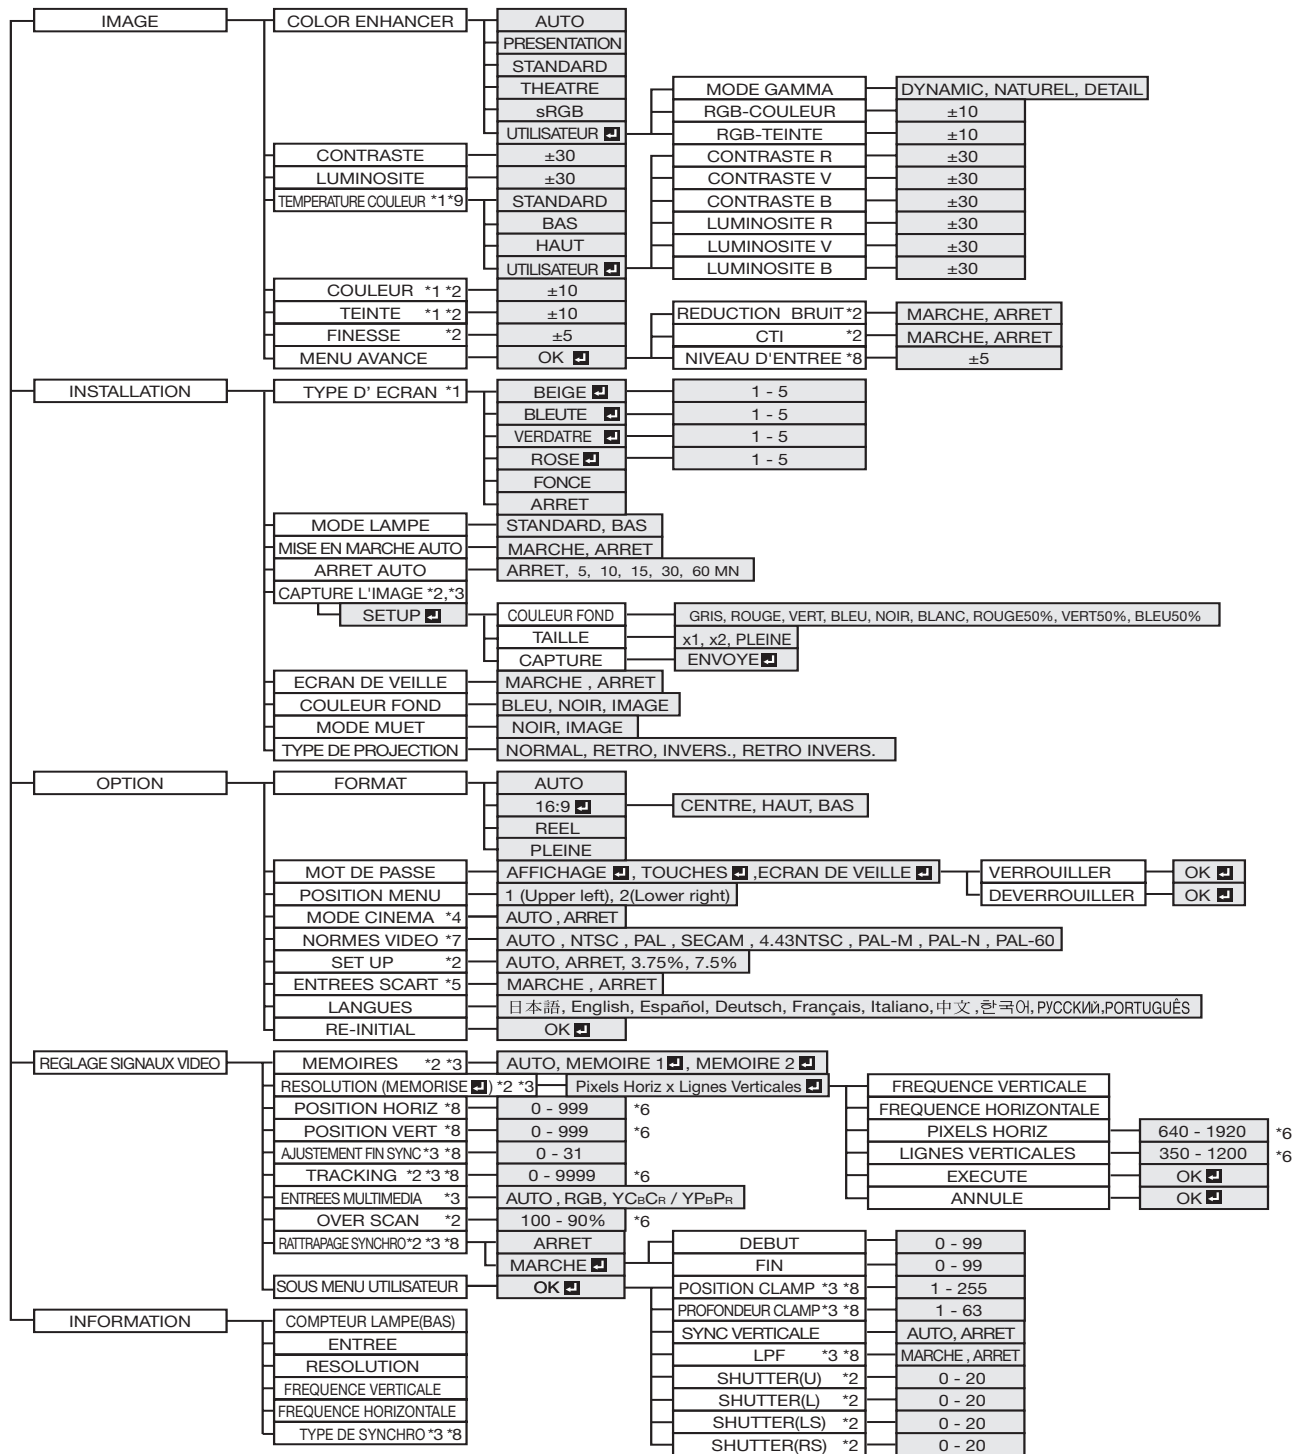 IMAGE COLOR ENHANCER AUTO
PRESENTATION
STANDARD
THEATRE MODE GAMMA DYNAMIC, NATUREL, DETAIL
sRGB RGB-COULEUR ±10
UTILISATEUR RGB-TEINTE ±10
CONTRASTE ±30 CONTRASTE R ±30
LUMINOSITE ±30 CONTRASTE V ±30
TEMPERATURE COULEUR *1*9 STANDARD CONTRASTE B ±30
BAS LUMINOSITE R ±30
HAUT LUMINOSITE V ±30
UTILISATEUR LUMINOSITE B ±30
COULEUR *1 *2 ±10
TEINTE *1 *2 ±10 REDUCTION BRUIT*2 MARCHE, ARRET
FINESSE *2 ±5 CTI *2 MARCHE, ARRET
MENU AVANCE OK NIVEAU D'ENTREE *8 ±5
INSTALLATION TYPE D' ECRAN *1 BEIGE 1 - 5
BLEUTE 1 - 5
VERDATRE 1 - 5
ROSE 1 - 5
FONCE
ARRET
MODE LAMPE STANDARD, BAS
MISE EN MARCHE AUTO MARCHE, ARRET
ARRET AUTO ARRET, 5, 10, 15, 30, 60 MN
CAPTURE L'IMAGE *2,*3
SETUP COULEUR FOND GRIS, ROUGE, VERT, BLEU, NOIR, BLANC, ROUGE50%, VERT50%, BLEU50%
TAILLE x1, x2, PLEINE
CAPTURE ENVOYE
ECRAN DE VEILLE MARCHE , ARRET
COULEUR FOND BLEU, NOIR, IMAGE
MODE MUET NOIR, IMAGE
TYPE DE PROJECTION NORMAL, RETRO, INVERS., RETRO INVERS.
OPTION FORMAT AUTO
16:9 CENTRE, HAUT, BAS
REEL
PLEINE
MOT DE PASSE AFFICHAGE , TOUCHES ,ECRAN DE VEILLE VERROUILLER OK
POSITION MENU 1 (Upper left), 2(Lower right) DEVERROUILLER OK
MODE CINEMA *4 AUTO , ARRET
NORMES VIDEO *7 AUTO , NTSC , PAL , SECAM , 4.43NTSC , PAL-M , PAL-N , PAL-60
SET UP *2 AUTO, ARRET, 3.75%, 7.5%
ENTREES SCART *5 MARCHE , ARRET
LANGUES 日本語, English, Español, Deutsch, Français, Italiano,中文,한국어,РУССКИЙ,PORTUGUÊS
RE-INITIAL OK
REGLAGE SIGNAUX VIDEO MEMOIRES *2 *3 AUTO, MEMOIRE 1 , MEMOIRE 2
RESOLUTION (MEMORISE ) *2 *3 Pixels Horiz x Lignes Verticales FREQUENCE VERTICALE
POSITION HORIZ *8 0 - 999 *6 FREQUENCE HORIZONTALE
POSITION VERT *8 0 - 999 *6 PIXELS HORIZ 640 - 1920 *6
AJUSTEMENT FIN SYNC *3 *8 0 - 31 LIGNES VERTICALES 350 - 1200 *6
TRACKING *2 *3 *8 0 - 9999 *6 EXECUTE OK
ENTREES MULTIMEDIA *3 AUTO , RGB, YCBCR / YPBPR ANNULE OK
OVER SCAN *2 100 - 90% *6
RATTRAPAGE SYNCHRO*2 *3 *8 ARRET DEBUT 0 - 99
MARCHE FIN 0 - 99
SOUS MENU UTILISATEUR OK POSITION CLAMP *3 *8 1 - 255
INFORMATION COMPTEUR LAMPE(BAS) PROFONDEUR CLAMP*3 *8 1 - 63
ENTREE SYNC VERTICALE AUTO, ARRET
RESOLUTION LPF *3 *8 MARCHE , ARRET
FREQUENCE VERTICALE SHUTTER(U) *2 0 - 20
FREQUENCE HORIZONTALE SHUTTER(L) *2 0 - 20
TYPE DE SYNCHRO *3 *8 SHUTTER(LS) *2 0 - 20
SHUTTER(RS) *2 0 - 20